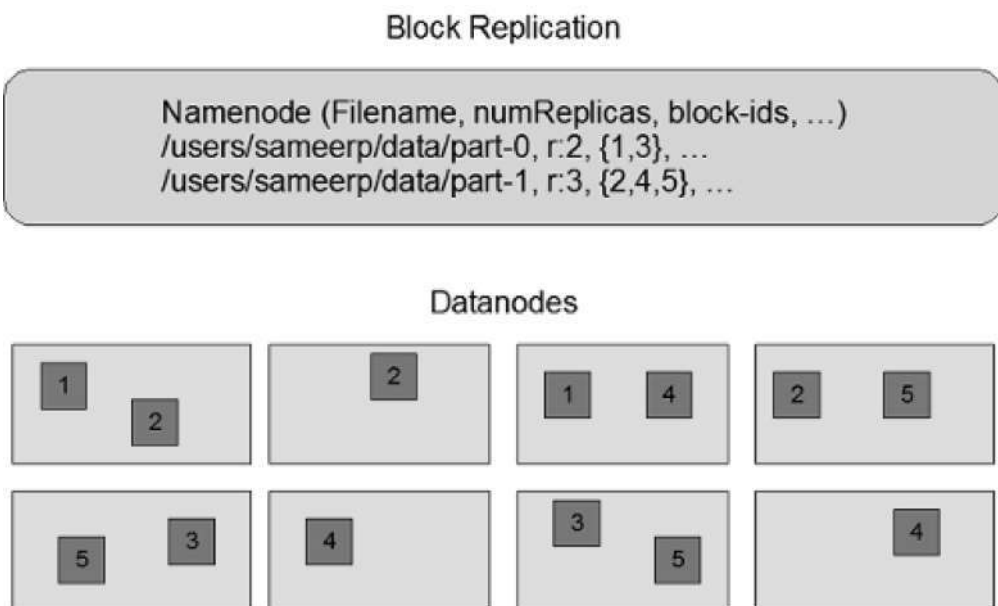 Block Replication
Namenode (Filename, numReplicas, block-ids, …)
/users/sameerp/data/part-0, r:2, {1,3}, …
/users/sameerp/data/part-1, r:3, {2,4,5}, …
Datanodes
1
2
2
1 4
2 5
5 3
4
3
5
4